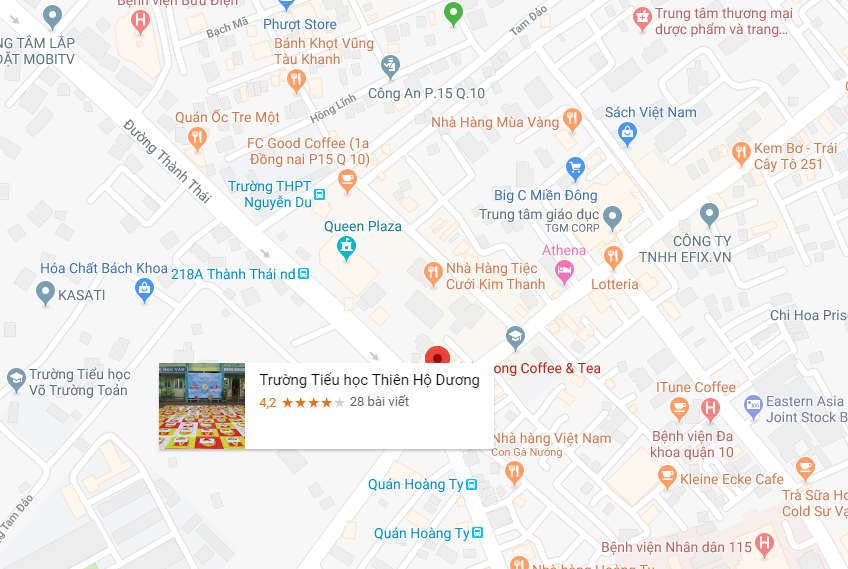 Bệnh viện Bưu Điện
Phượt Store
Bạch Mã
Tam Đảo
Trung tâm thương mại
dược phẩm và trang...
TÂM LẮP
ĐẶT MOBITV
Bánh Khọt Vũng
Tàu Khanh
Công An P.15 Q.10
Hồng Lĩnh
Quán Ốc Tre Một
Đường Thành Thái
Nhà Hàng Mùa Vàng
Sách Việt Nam
FC Good Coffee (1a
Đồng nai P15 Q 10)
Kem Bơ - Trái
Cây Tô 251
Trường THPT
Nguyễn Du
Big C Miền Đông
Trung tâm giáo dục
TGM CORP
Queen Plaza
CÔNG TY
TNHH EFIX.VN
Athena
Hóa Chất Bách Khoa
218A Thành Thái nd
Nhà Hàng Tiệc
Cưới Kim Thanh
Lotteria
KASATI
Chi Hoa Pris
Trường Tiểu học
Võ Trường Toản
ong Coffee & Tea
Trường Tiểu học Thiên Hộ Dương
4,2 28 bài viết
ITune Coffee
Eastern Asia
Joint Stock B
Nhà hàng Việt Nam
Con Gà Nướng
Bệnh viện Đa
khoa quận 10
Quán Hoàng Ty
Kleine Ecke Cafe
Tam Đảo
Trà Sữa
Cold Sư Vạ
Quán Hoàng Ty
Bệnh viện Nhân dân 115
Nhà hàng Hoàng Ty